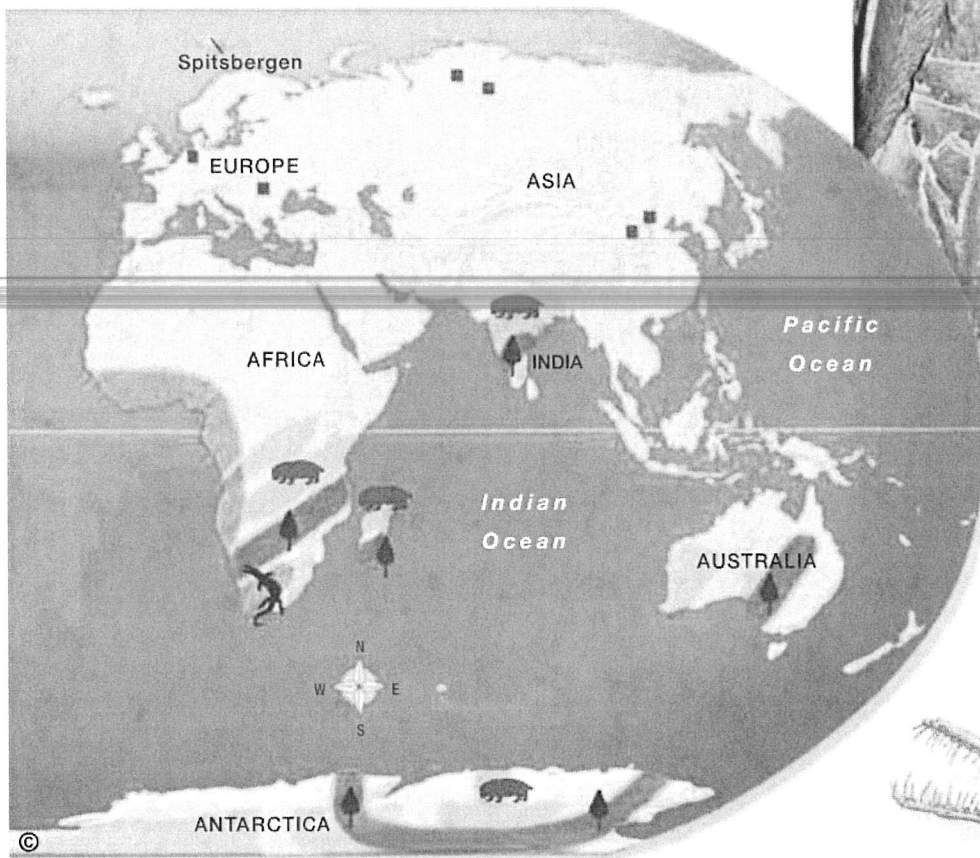 Spitsbergen
EUROPE
ASIA
Pacific
Ocean
AFRICA
INDIA
Indian
Ocean
AUSTRALIA
N
W E
S
ANTARCTICA
©